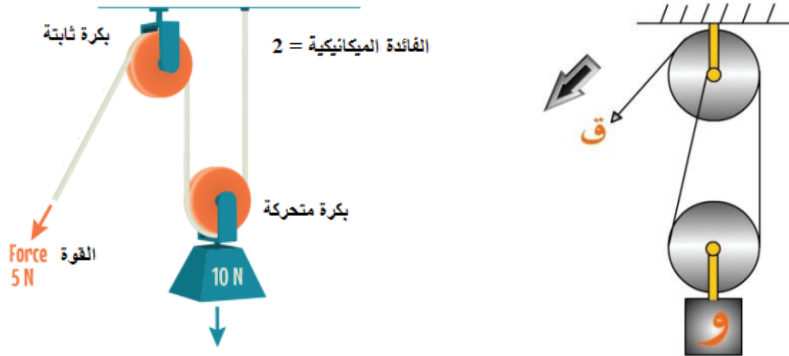 بكرة ثابتة
الفائدة الميكانيكية = 2
ق
بكرة متحركة
Force القوة
5 N
10 N
و